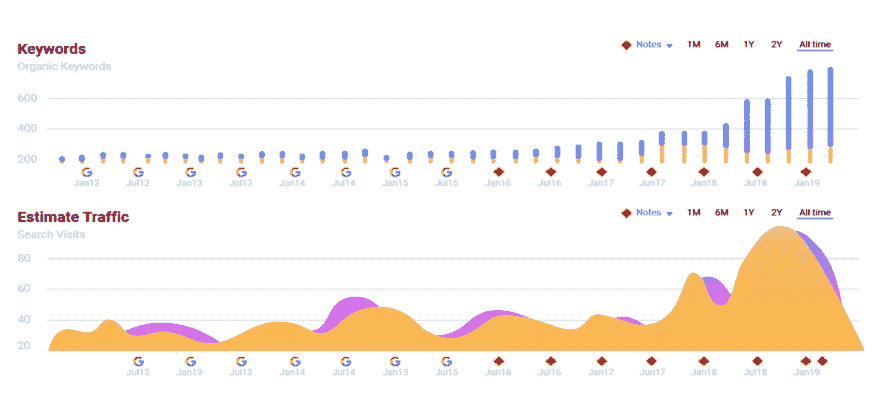 Keywords
Notes 1M 6M 1Y 2Y All time
Organic Keywords
600
400
200
Jan12 Jul12 Jan13 Jul13 Jan14 Jul14 Jan15 Jul15 Jan16 Jul16 Jan17 Jun17 Jan18 Jul18 Jan19
Estimate Traffic
Notes 1M 6M 1Y 2Y All time
Search Visits
80
60
40
20
Jul12 Jan13 Jul13 Jan14 Jul14 Jan15 Jul15 Jan16 Jul16 Jan17 Jun17 Jan18 Jul18 Jan19